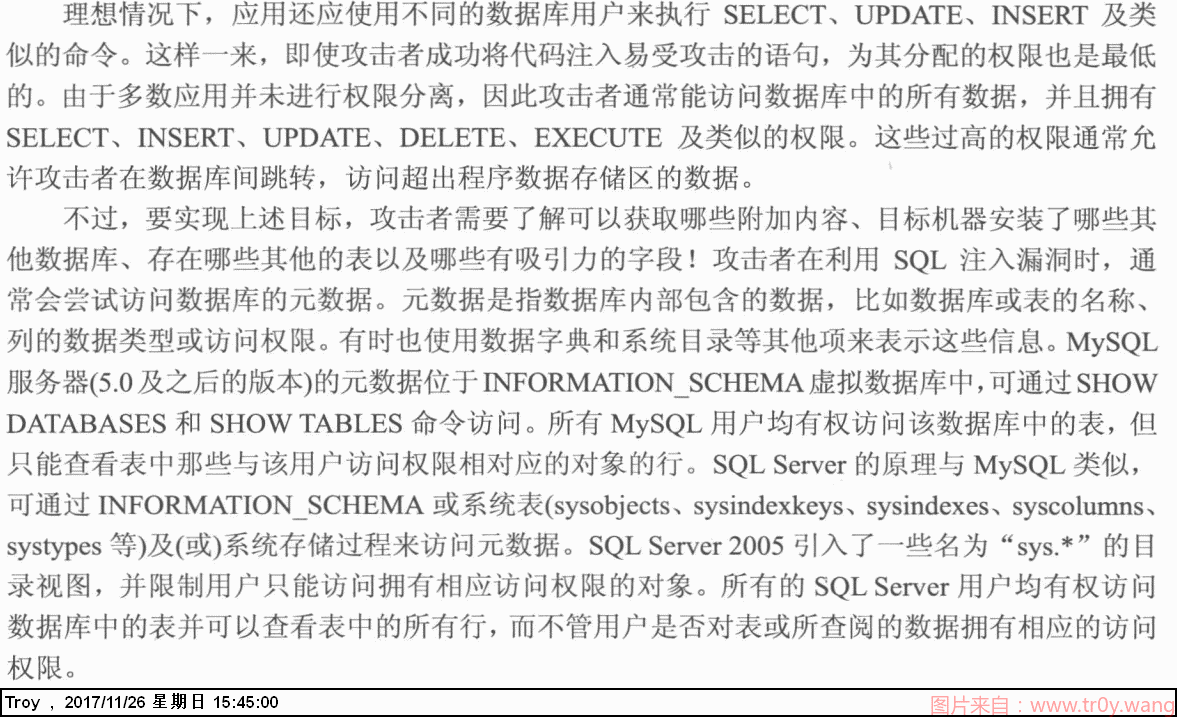 理想情况下，应用还应使用不同的数据库用户来执行 SELECT、UPDATE、INSERT 及类
似的命令。这样一来，即使攻击者成功将代码注入易受攻击的语句，为其分配的权限也是最低
的。由于多数应用并未进行权限分离，因此攻击者通常能访问数据库中的所有数据，并且拥有
SELECT、INSERT、UPDATE、DELETE、EXECUTE 及类似的权限。这些过高的权限通常允
许攻击者在数据库间跳转，访问超出程序数据存储区的数据。
不过，要实现上述目标，攻击者需要了解可以获取哪些附加内容、目标机器安装了哪些其
他数据库、存在哪些其他的表以及哪些有吸引力的字段！攻击者在利用 SQL 注入漏洞时，通
常会尝试访问数据库的元数据。元数据是指数据库内部包含的数据，比如数据库或表的名称、
列的数据类型或访问权限。有时也使用数据字典和系统目录等其他项来表示这些信息。MySQL
服务器(5.0及之后的版本)的元数据位于INFORMATION_SCHEMA虚拟数据库中，可通过SHOW
DATABASES 和 SHOW TABLES 命令访问。所有 MySQL 用户均有权访问该数据库中的表，但
只能查看表中那些与该用户访问权限相对应的对象的行。SQL Server 的原理与 MySQL 类似，
可通过 INFORMATION_SCHEMA 或系统表(sysobjects、sysindexkeys、sysindexes、syscolumns、
systypes 等)及(或)系统存储过程来访问元数据。SQL Server 2005 引入了一些名为“sys.*”的目
录视图，并限制用户只能访问拥有相应访问权限的对象。所有的 SQL Server 用户均有权访问
数据库中的表并可以查看表中的所有行，而不管用户是否对表或所查阅的数据拥有相应的访问
权限。
Troy ，2017/11/26 星期日 15:45:00
图片来自：www.tr0y.wang